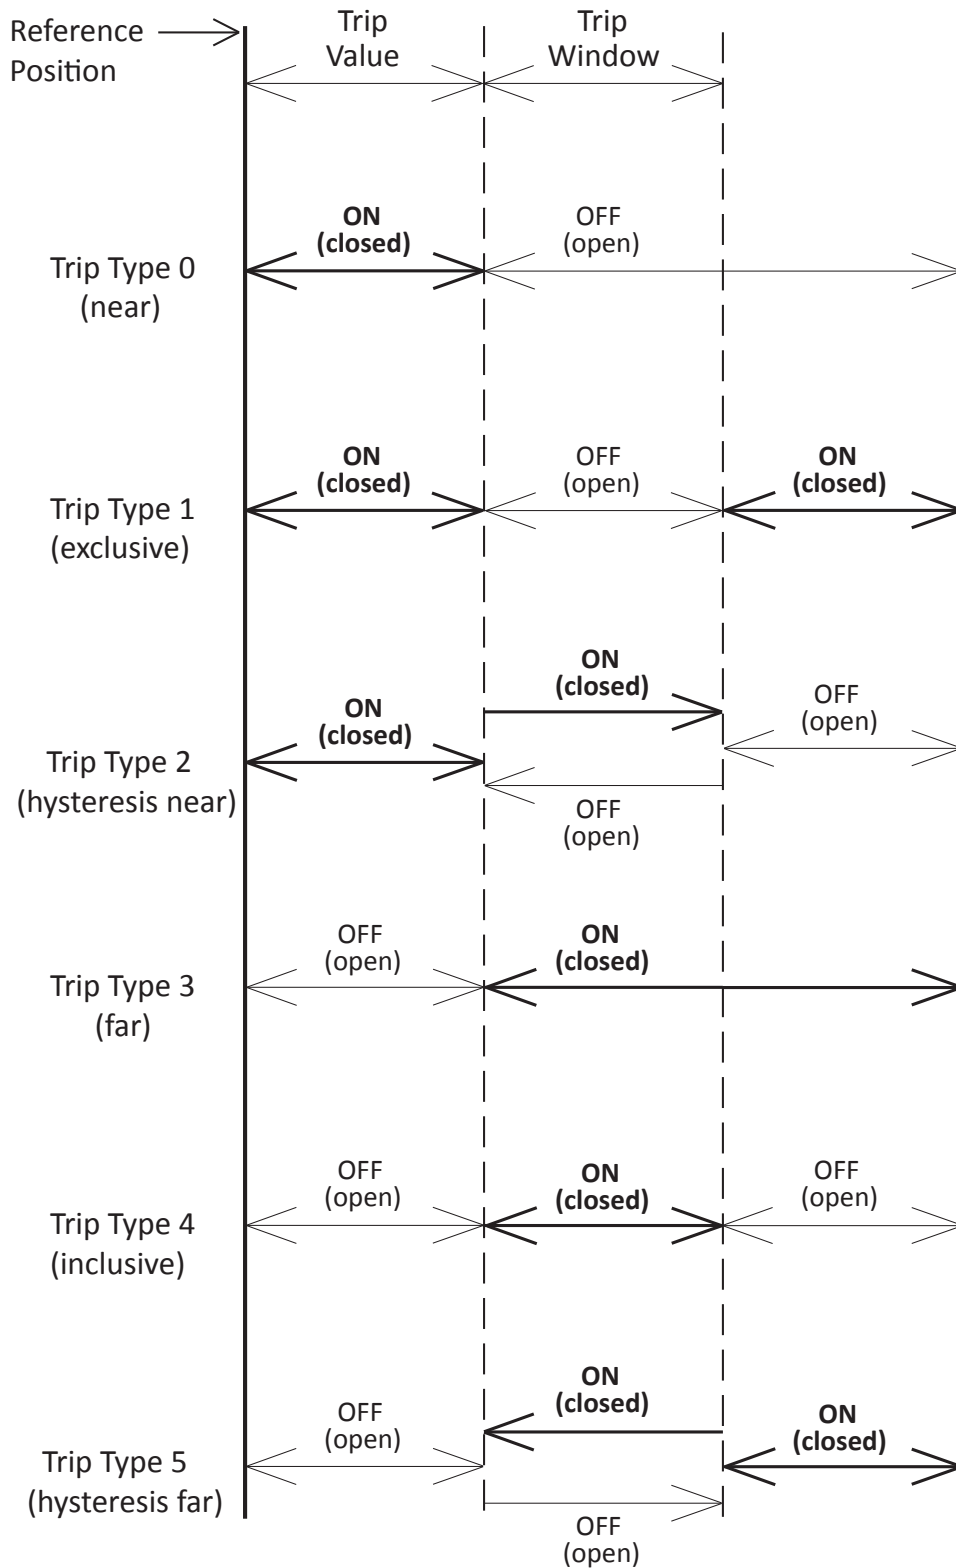 Reference
Position
Trip
Value
Trip
Window
Trip Type 0
(near)
ON
(closed)
OFF
(open)
Trip Type 1
(exclusive)
ON
(closed)
OFF
(open)
ON
(closed)
Trip Type 2
(hysteresis near)
ON
(closed)
ON
(closed)
OFF
(open)
OFF
(open)
Trip Type 3
(far)
OFF
(open)
ON
(closed)
Trip Type 4
(inclusive)
OFF
(open)
ON
(closed)
OFF
(open)
Trip Type 5
(hysteresis far)
OFF
(open)
ON
(closed)
OFF
(open)
ON
(closed)